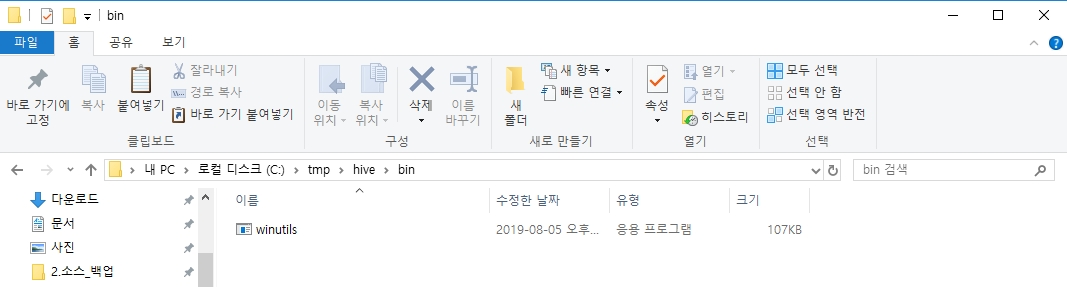 bin
파일 홈 공유 보기
바로 가기에 고정
복사
붙여넣기
잘라내기
경로 복사
바로 가기 붙여넣기
클립보드
이동 위치
복사 위치
삭제
이름 바꾸기
구성
새 폴더
새 항목
빠른 연결
새로 만들기
속성
열기
편집
히스토리
열기
모두 선택
선택 안 함
선택 영역 반전
선택
내 PC > 로컬 디스크 (C:) > tmp > hive > bin
bin 검색
다운로드
문서
사진
2.소스_백업
이름 수정한 날짜 유형 크기
winutils 2019-08-05 오후... 응용 프로그램 107KB